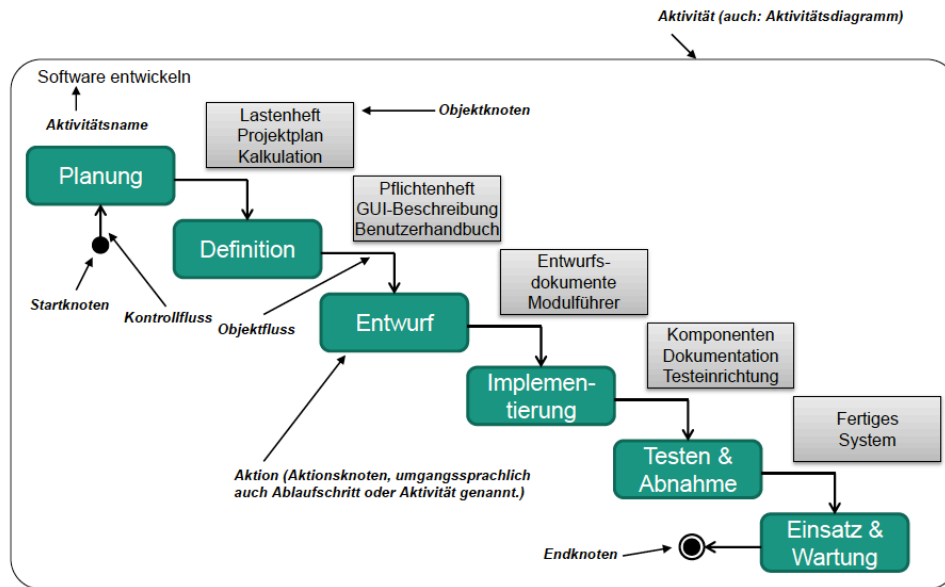 Aktivität (auch: Aktivitätsdiagramm)
Software entwickeln
Aktivitätsname
Lastenheft
Projektplan
Kalkulation
Objektknoten
Planung
Pflichtenheft
GUI-Beschreibung
Benutzerhandbuch
Definition
Startknoten
Kontrollfluss
Objektfluss
Entwurfs-
dokumente
Modulführer
Entwurf
Komponenten
Dokumentation
Testeinrichtung
Implemen-
tierung
Fertiges
System
Aktion (Aktionsknoten, umgangssprachlich
auch Ablaufschritt oder Aktivität genannt.)
Testen &
Abnahme
Endknoten
Einsatz &
Wartung